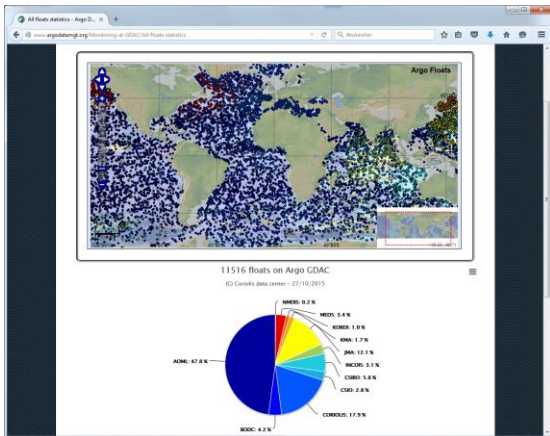 All floats statistics - Argo D...
www.argodatamgt.org/Monitoring-at-GDAC/All-floats-statistics
Rechercher
Argo Floats
11516 floats on Argo GDAC
(C) Coriolis data center - 27/10/2015
NMDIS: 0.2 %
MEDS: 3.4 %
KORDI: 1.0 %
KMA: 1.7 %
JMA: 12.1 %
INCOIS: 3.1 %
CSIRO: 5.8 %
CSIO: 2.8 %
CORIOLIS: 17.9 %
BODC: 4.2 %
AOML: 47.8 %